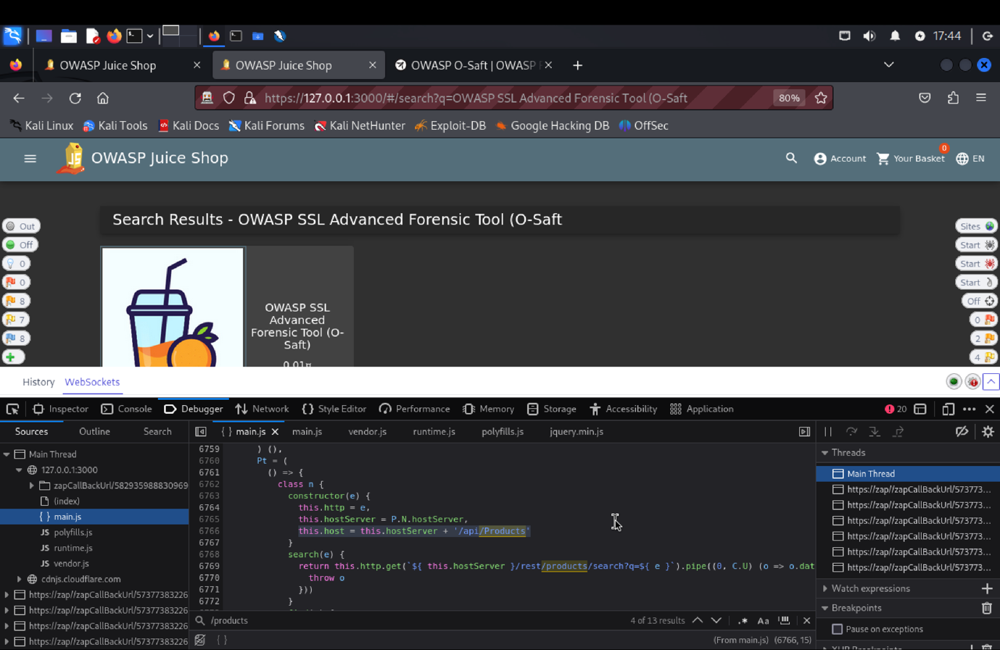 17:44
OWASP Juice Shop
OWASP Juice Shop
OWASP O-Saft | OWASP F
https://127.0.0.1:3000/#/search?q=OWASP SSL Advanced Forensic Tool (O-Saft
80%
Kali Linux Kali Tools Kali Docs Kali Forums Kali NetHunter Exploit-DB Google Hacking DB OffSec
OWASP Juice Shop
Account
0
Your Basket
EN
Search Results - OWASP SSL Advanced Forensic Tool (O-Saft
Out
Off
0
0
8
7
8
OWASP SSL
Advanced
Forensic Tool (O-
Saft)
0.01¤
Sites
Start
Start
Start
Off
0
2
4
History WebSockets
Inspector Console Debugger Network Style Editor Performance Memory Storage Accessibility Application 20
Sources Outline Search
main.js main.js vendor.js runtime.js polyfills.js jquery.min.js
Main Thread
127.0.0.1:3000
zapCallBackUrl/582935988830969
(index)
main.js
JS polyfills.js
JS runtime.js
JS vendor.js
cdnjs.cloudflare.com
https://zap//zapCallBackUrl/57377383226
https://zap//zapCallBackUrl/57377383226
https://zap//zapCallBackUrl/57377383226
https://zap//zapCallBackUrl/57377383226
6759 ) (),
6760 Pt = (
6761 () => {
6762 class n {
6763 constructor(e) {
6764 this.http = e,
6765 this.hostServer = P.N.hostServer,
6766 this.host = this.hostServer + '/api/Products'
6767 }
6768 search(e) {
6769 return this.http.get(`${ this.hostServer }/rest/products/search?q=${ e }`).pipe((0, C.U) (o => o.dat
6770 throw o
6771 }))
6772 }
/products
4 of 13 results
.* Aa
{ }
(From main.js) (6766, 15)
Threads
Main Thread
https://zap//zapCallBackUrl/573773...
https://zap//zapCallBackUrl/573773...
https://zap//zapCallBackUrl/573773...
https://zap//zapCallBackUrl/573773...
https://zap//zapCallBackUrl/573773...
https://zap//zapCallBackUrl/573773...
Watch expressions
Breakpoints
Pause on exceptions